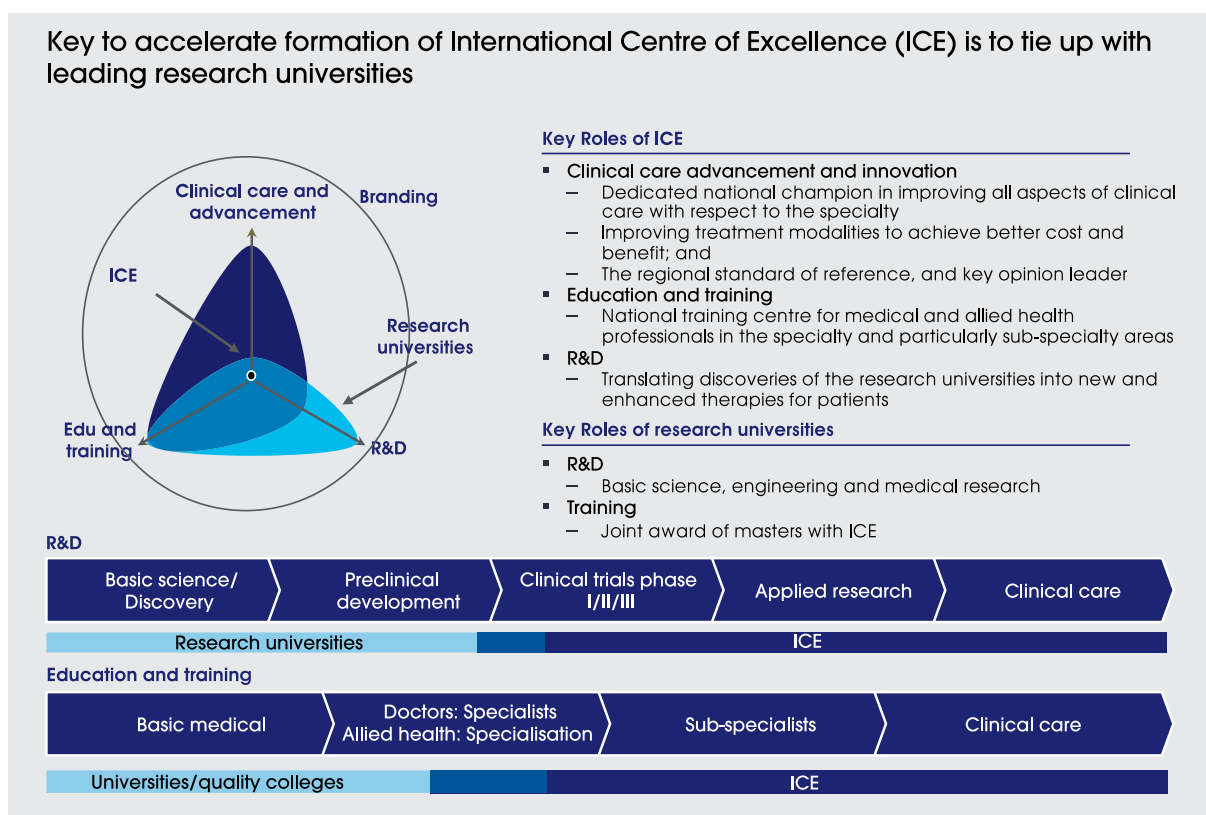 Key to accelerate formation of International Centre of Excellence (ICE) is to tie up with
leading research universities
Clinical care and
advancement
Branding
ICE
Research
universities
Edu and
training
R&D
Key Roles of ICE
▪ Clinical care advancement and innovation
– Dedicated national champion in improving all aspects of clinical
care with respect to the specialty
– Improving treatment modalities to achieve better cost and
benefit; and
– The regional standard of reference, and key opinion leader
▪ Education and training
– National training centre for medical and allied health
professionals in the specialty and particularly sub-specialty areas
▪ R&D
– Translating discoveries of the research universities into new and
enhanced therapies for patients
Key Roles of research universities
▪ R&D
– Basic science, engineering and medical research
▪ Training
– Joint award of masters with ICE
R&D
Basic science/
Discovery
Preclinical
development
Clinical trials phase
I/II/III
Applied research
Clinical care
Research universities
ICE
Education and training
Basic medical
Doctors: Specialists
Allied health: Specialisation
Sub-specialists
Clinical care
Universities/quality colleges
ICE